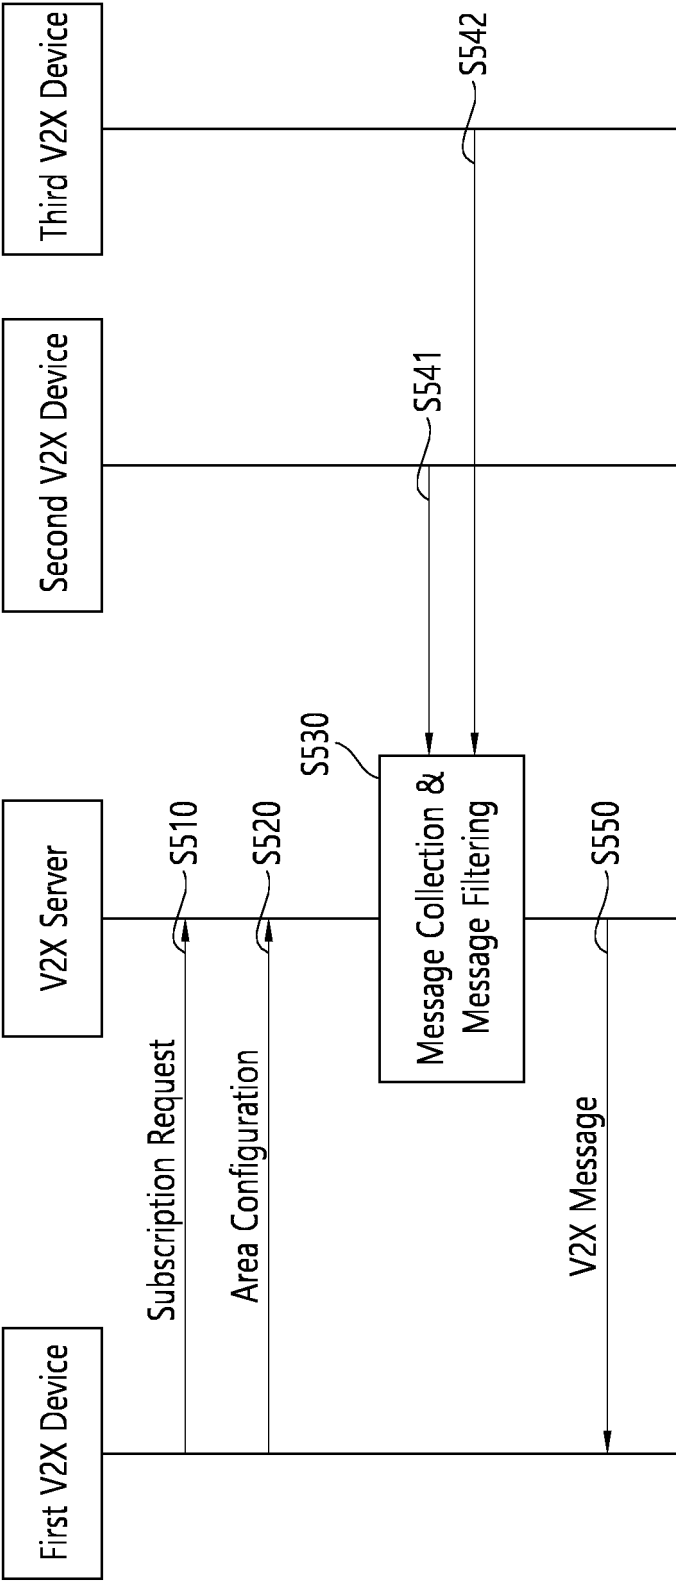 First V2X Device
V2X Server
Second V2X Device
Third V2X Device
Subscription Request
S510
Area Configuration
S520
S530
Message Collection &
Message Filtering
S541
S542
V2X Message
S550